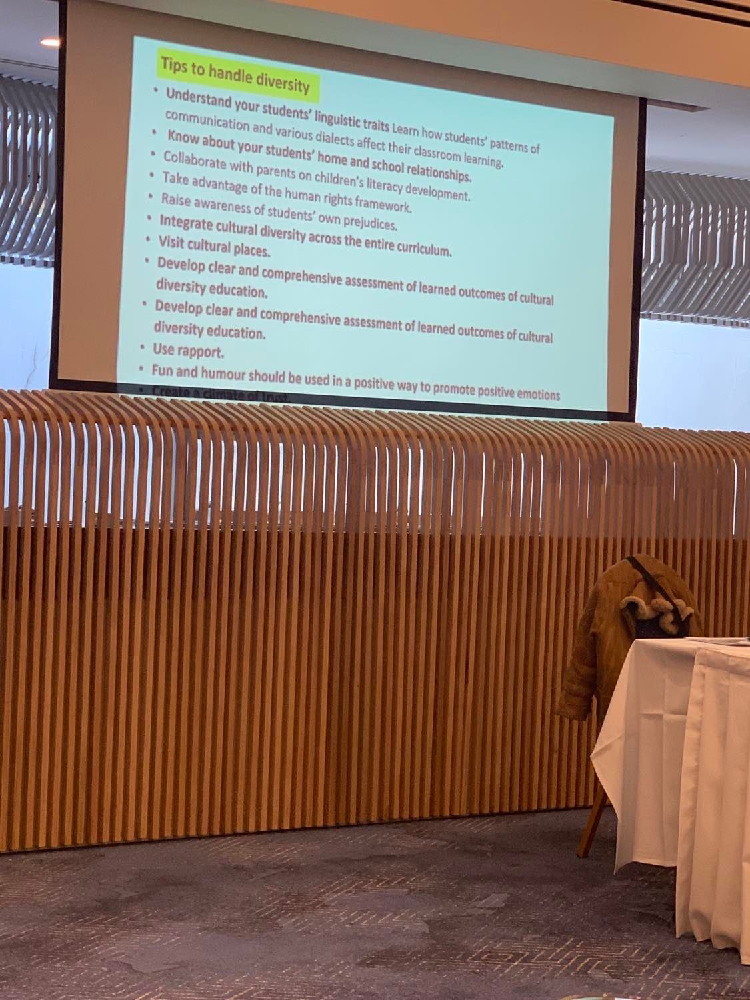 Tips to handle diversity
• Understand your students' linguistic traits Learn how students' patterns of
communication and various dialects affect their classroom learning.
• Know about your students' home and school relationships.
• Collaborate with parents on children's literacy development.
• Take advantage of the human rights framework.
• Raise awareness of students' own prejudices.
• Integrate cultural diversity across the entire curriculum.
• Visit cultural places.
• Develop clear and comprehensive assessment of learned outcomes of cultural
diversity education.
• Develop clear and comprehensive assessment of learned outcomes of cultural
diversity education.
• Use rapport.
• Fun and humour should be used in a positive way to promote positive emotions
• Create a climate of trust.